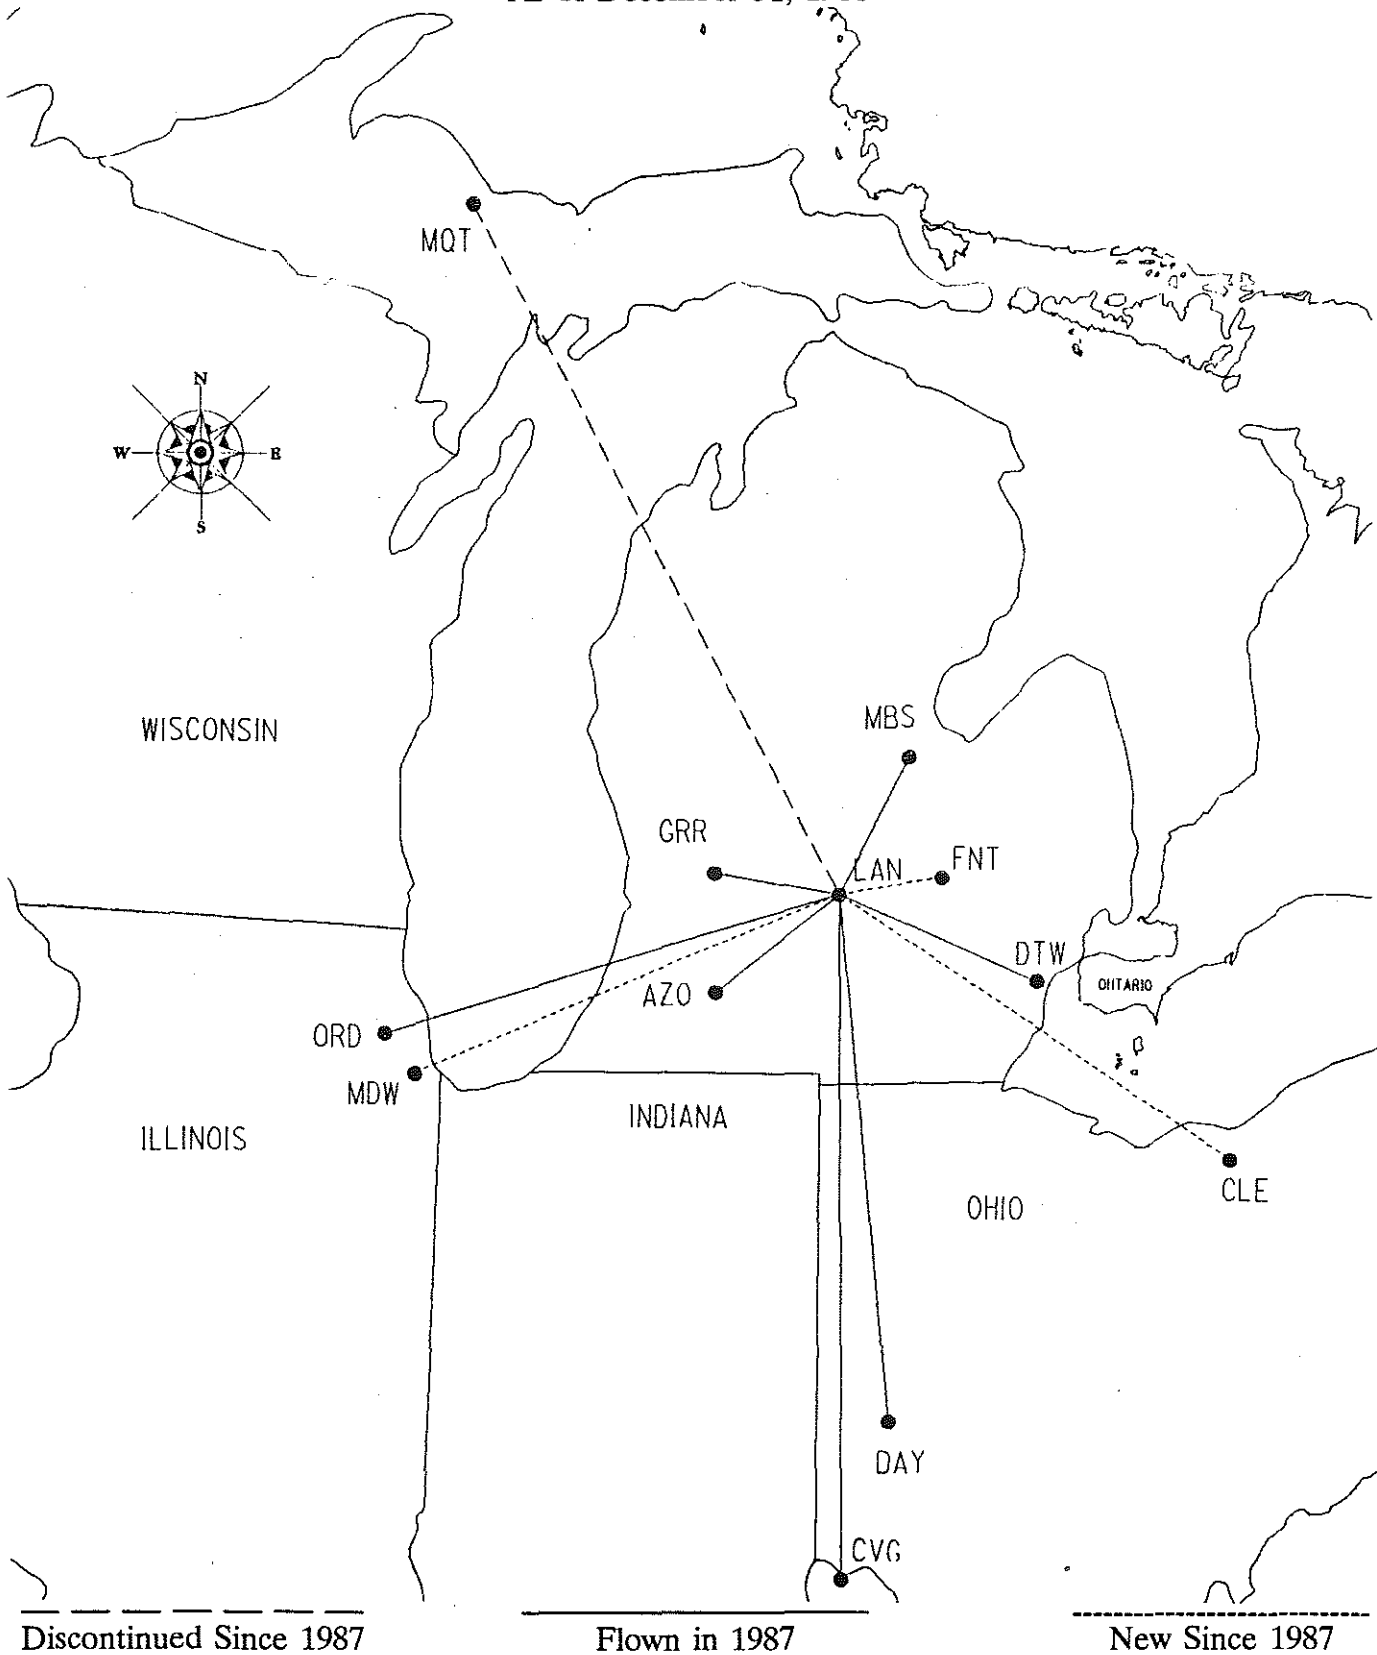 MQT
N
W
E
S
WISCONSIN
MBS
GRR
LAN
FNT
DTW
AZO
ONTARIO
ORD
MDW
INDIANA
ILLINOIS
CLE
OHIO
DAY
CVG
Discontinued Since 1987
Flown in 1987
New Since 1987